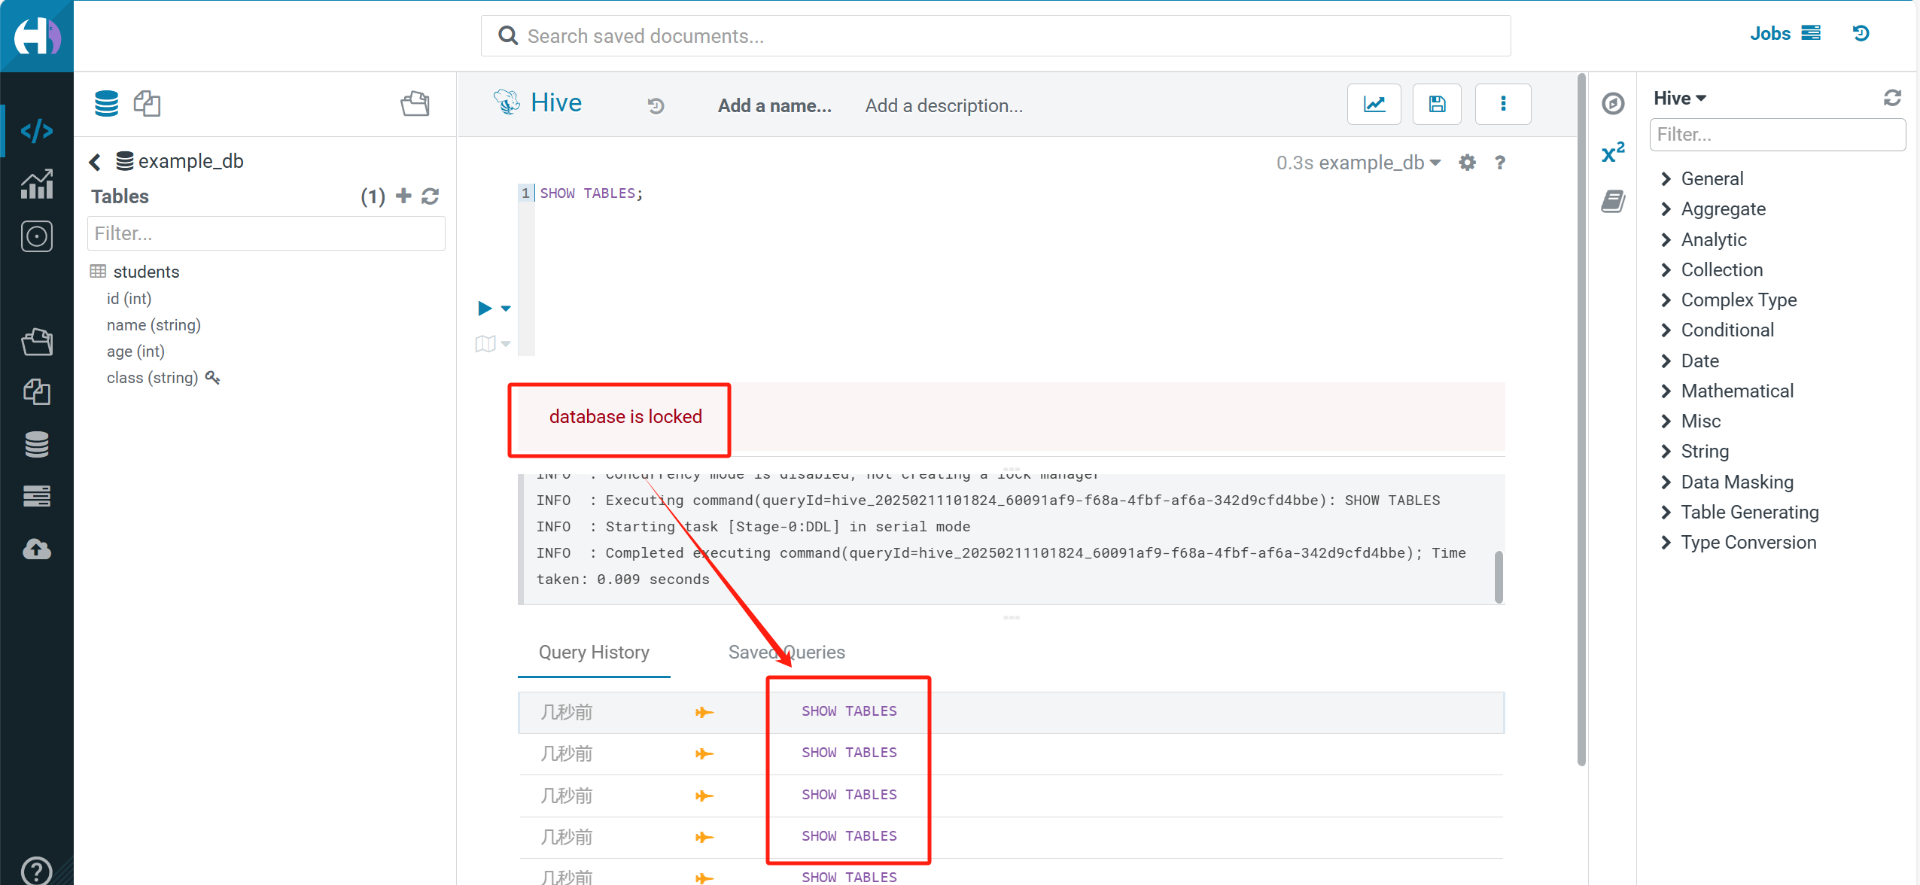 Search saved documents...
Jobs
Hive
Add a name...
Add a description...
Hive
Filter...
example_db
Tables
(1)
Filter...
students
id (int)
name (string)
age (int)
class (string)
0.3s example_db
?
1 SHOW TABLES;
database is locked
INFO : Concurrency mode is disabled, not creating a lock manager
INFO : Executing command(queryId=hive_20250211101824_60091af9-f68a-4fbf-af6a-342d9cfd4bbe): SHOW TABLES
INFO : Starting task [Stage-0:DDL] in serial mode
INFO : Completed executing command(queryId=hive_20250211101824_60091af9-f68a-4fbf-af6a-342d9cfd4bbe); Time
taken: 0.009 seconds
Query History
Saved Queries
几秒前 SHOW TABLES
几秒前 SHOW TABLES
几秒前 SHOW TABLES
几秒前 SHOW TABLES
几秒前 SHOW TABLES
x²
General
Aggregate
Analytic
Collection
Complex Type
Conditional
Date
Mathematical
Misc
String
Data Masking
Table Generating
Type Conversion